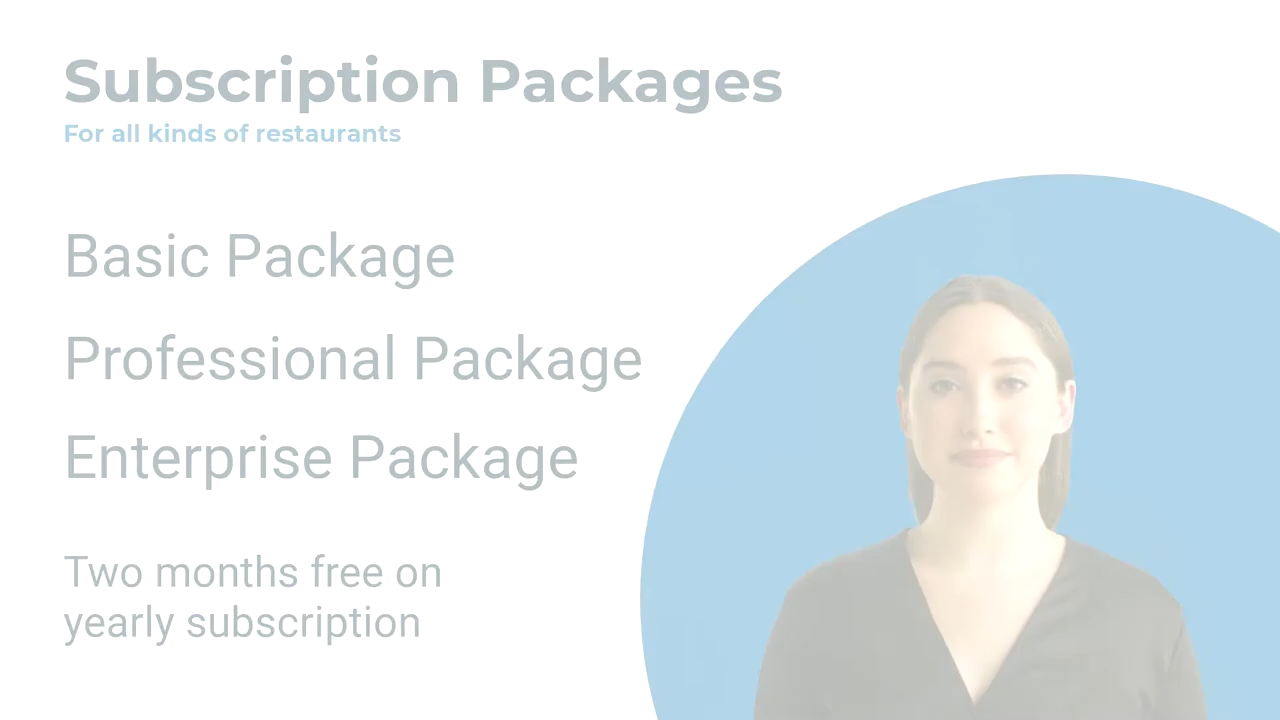 Subscription Packages
For all kinds of restaurants
Basic Package
Professional Package
Enterprise Package
Two months free on
yearly subscription